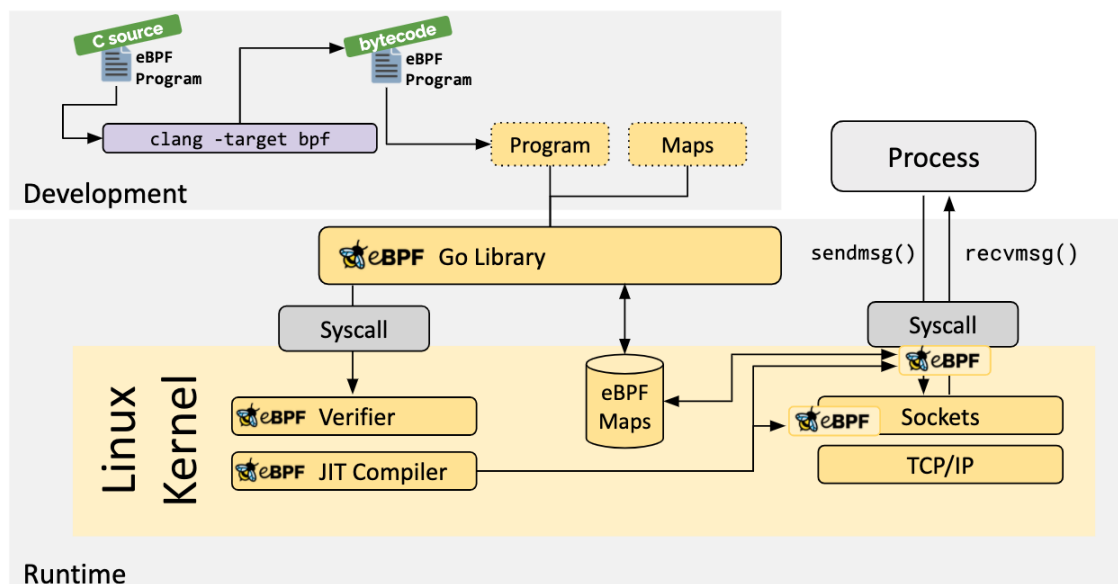 C source
eBPF
Program
bytecode
eBPF
Program
clang -target bpf
Program
Maps
Development
Process
eBPF Go Library
sendmsg()
recvmsg()
Syscall
Syscall
eBPF
Linux
Kernel
eBPF Verifier
eBPF
Maps
eBPF Sockets
eBPF JIT Compiler
TCP/IP
Runtime